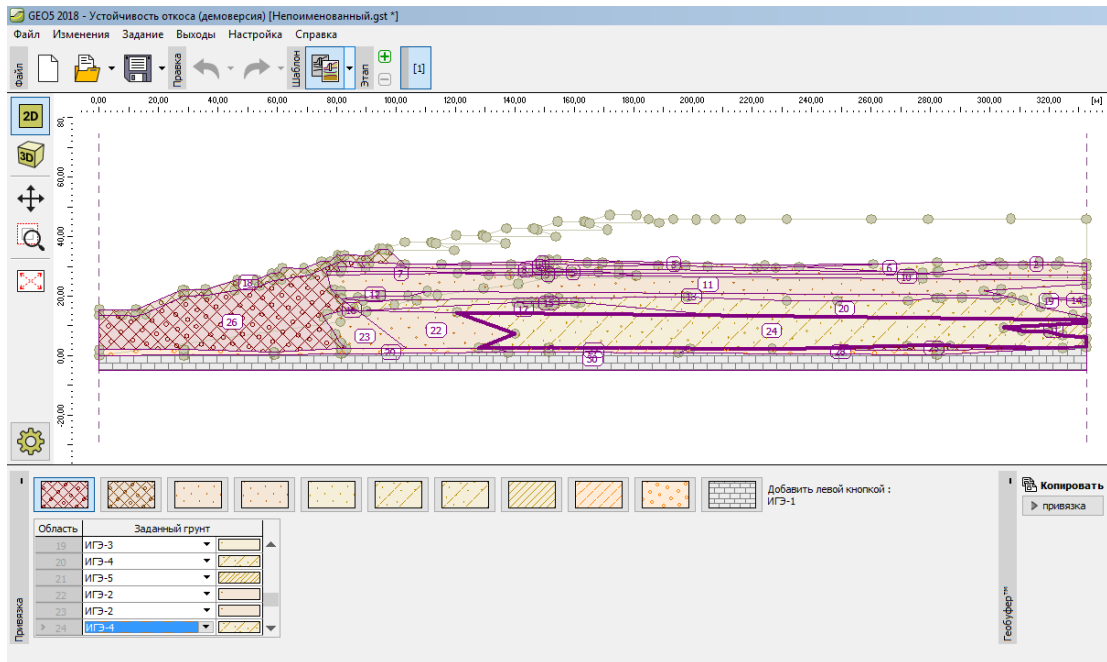 GEO5 2018 - Устойчивость откоса (демоверсия) [Непоименованный.gst *]
Файл Изменения Задание Выходы Настройка Справка
Файл
Правка
Шаблон
Этап
[1]
2D
3D
0,00 20,00 40,00 60,00 80,00 100,00 120,00 140,00 160,00 180,00 200,00 220,00 240,00 260,00 280,00 300,00 320,00 [м]
80,
60,00
40,00
20,00
0,00
-20,00
18
7
8
6
10
11
12
13
19
14
16
17
20
26
23
22
24
29
30
28
25
Привязка
Добавить левой кнопкой :
ИГЭ-1
Область Заданный грунт
19 ИГЭ-3
20 ИГЭ-4
21 ИГЭ-5
22 ИГЭ-2
23 ИГЭ-2
24 ИГЭ-4
Геобуфер™
Копировать
привязка